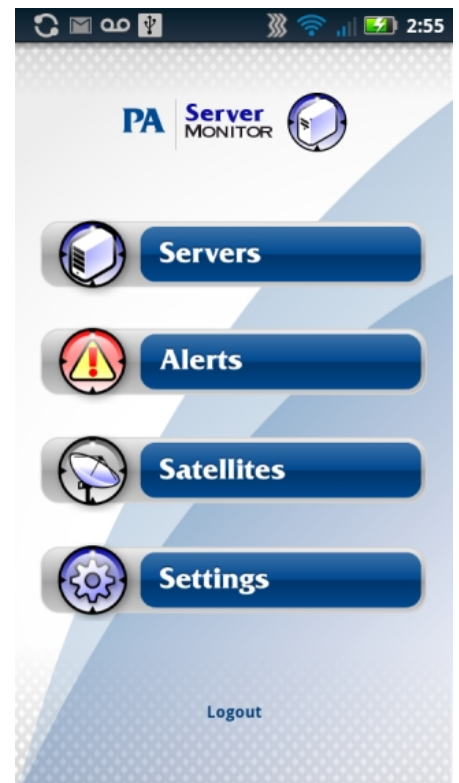 2:55
PA Server
MONITOR
Servers
Alerts
Satellites
Settings
Logout